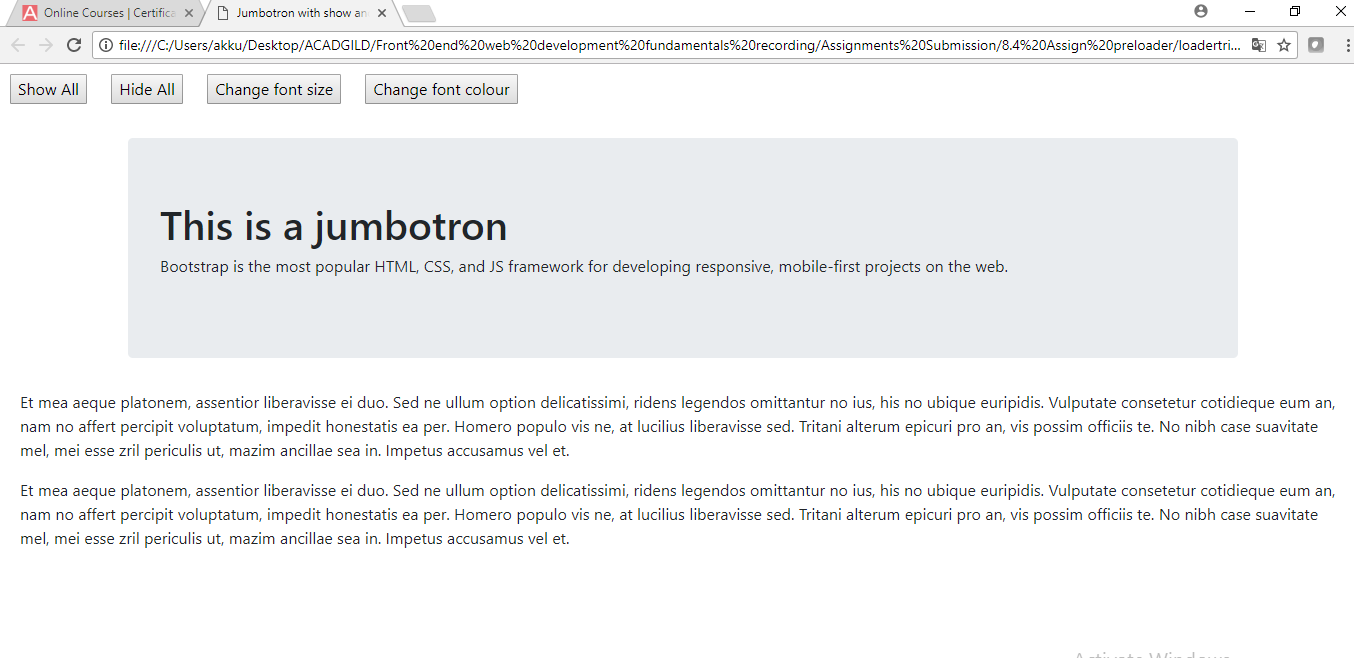 Online Courses | Certifica
Jumbotron with show an
file:///C:/Users/akku/Desktop/ACADGILD/Front%20end%20web%20development%20fundamentals%20recording/Assignments%20Submission/8.4%20Assign%20preloader/loadertri...
Show All Hide All Change font size Change font colour
This is a jumbotron
Bootstrap is the most popular HTML, CSS, and JS framework for developing responsive, mobile-first projects on the web.
Et mea aeque platonem, assentior liberavisse ei duo. Sed ne ullum option delicatissimi, ridens legendos omittantur no ius, his no ubique euripidis. Vulputate consetetur cotidieque eum an,
nam no affert percipit voluptatum, impedit honestatis ea per. Homero populo vis ne, at lucilius liberavisse sed. Tritani alterum epicuri pro an, vis possim officiis te. No nibh case suavitate
mel, mei esse zril periculis ut, mazim ancillae sea in. Impetus accusamus vel et.
Et mea aeque platonem, assentior liberavisse ei duo. Sed ne ullum option delicatissimi, ridens legendos omittantur no ius, his no ubique euripidis. Vulputate consetetur cotidieque eum an,
nam no affert percipit voluptatum, impedit honestatis ea per. Homero populo vis ne, at lucilius liberavisse sed. Tritani alterum epicuri pro an, vis possim officiis te. No nibh case suavitate
mel, mei esse zril periculis ut, mazim ancillae sea in. Impetus accusamus vel et.
Activate Windows